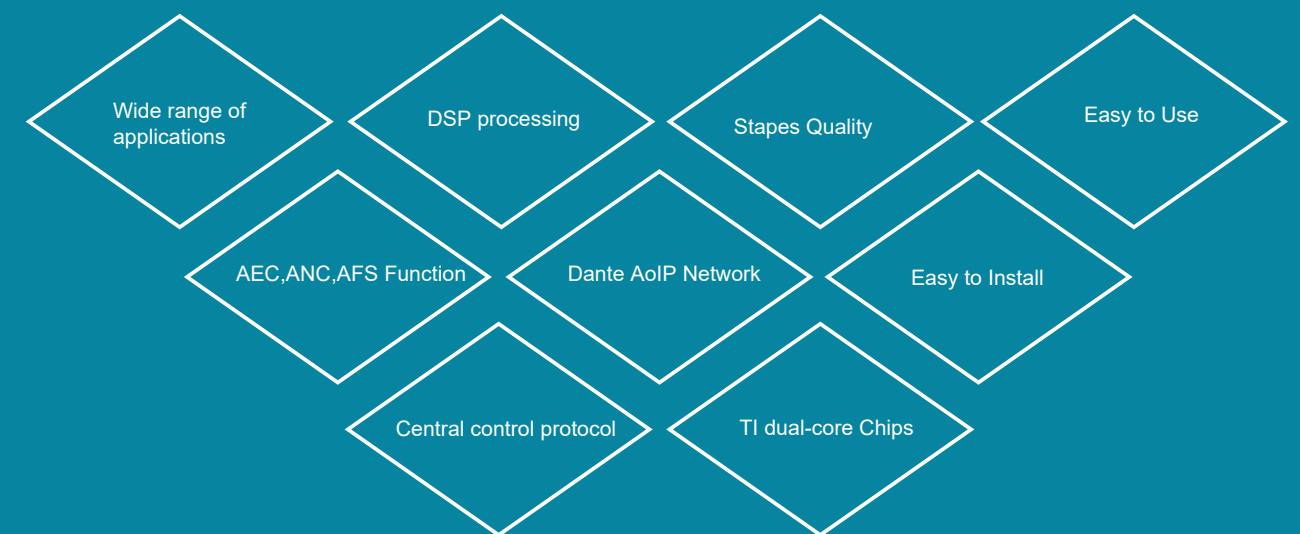 Wide range of
applications
DSP processing
Stapes Quality
Easy to Use
AEC,ANC,AFS Function
Dante AoIP Network
Easy to Install
Central control protocol
TI dual-core Chips